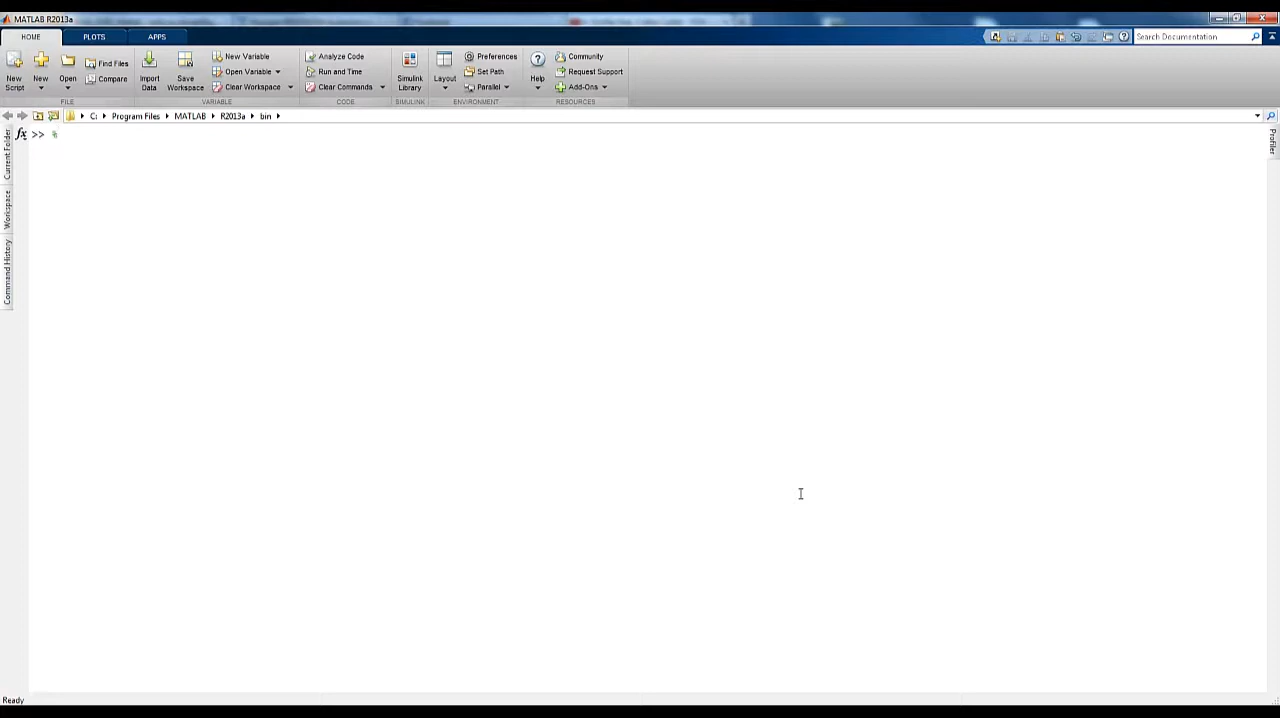 MATLAB R2013a
HOME PLOTS APPS
Search Documentation
New Script
New
Open
Find Files
Compare
Import Data
Save Workspace
New Variable
Open Variable
Clear Workspace
Analyze Code
Run and Time
Clear Commands
Simulink Library
Layout
Preferences
Set Path
Parallel
Help
Community
Request Support
Add-Ons
FILE VARIABLE CODE SIMULINK ENVIRONMENT RESOURCES
C: Program Files MATLAB R2013a bin
fx >> %
Current Folder
Workspace
Command History
Profiler
Ready